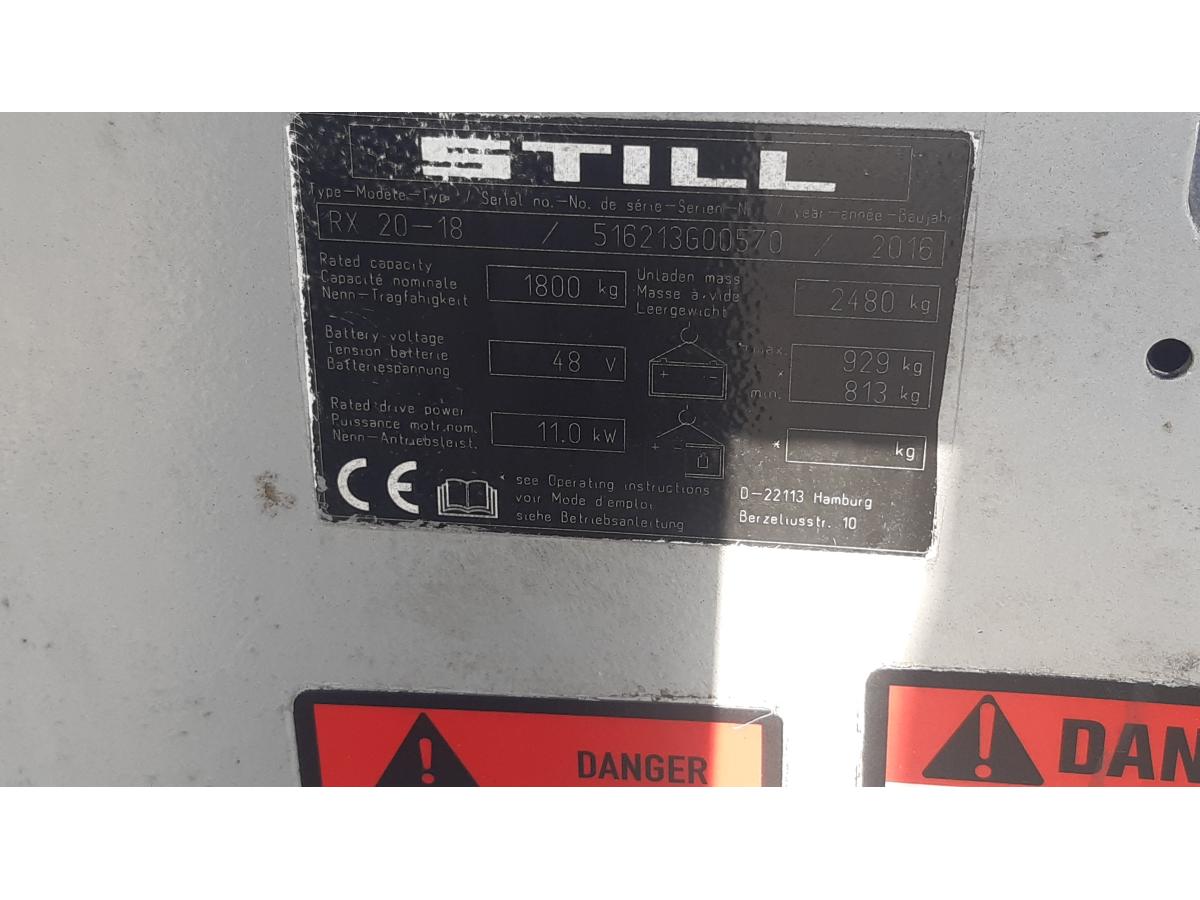 STILL
Type-Modèle-Typ / Serial no.-No. de série-Serien-Nr. / year-année-Baujahr
RX 20-18 / 516213G00570 / 2016
Rated capacity
Capacité nominale
Nenn-Tragfähigkeit
1800 kg
Unladen mass
Masse à vide
Leergewicht
2480 kg
Battery-voltage
Tension batterie
Batteriespannung
48 V
+ -
max. 929 kg
*
min. 813 kg
Rated drive power
Puissance motr.nom.
Nenn-Antriebsleist.
11.0 kW
+ -
* kg
CE
* see Operating instructions
voir Mode d'emploi
siehe Betriebsanleitung
D-22113 Hamburg
Berzeliusstr. 10
DANGER
DAN